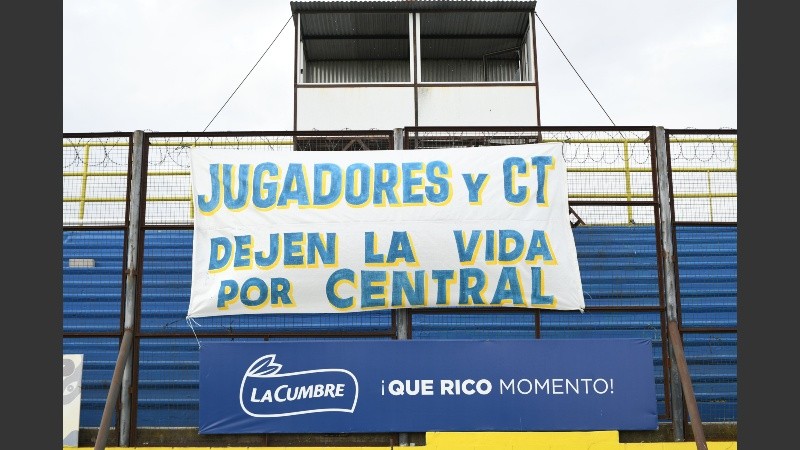 JUGADORES Y CT
DEJEN LA VIDA
POR CENTRAL
LA CUMBRE
¡QUE RICO MOMENTO!